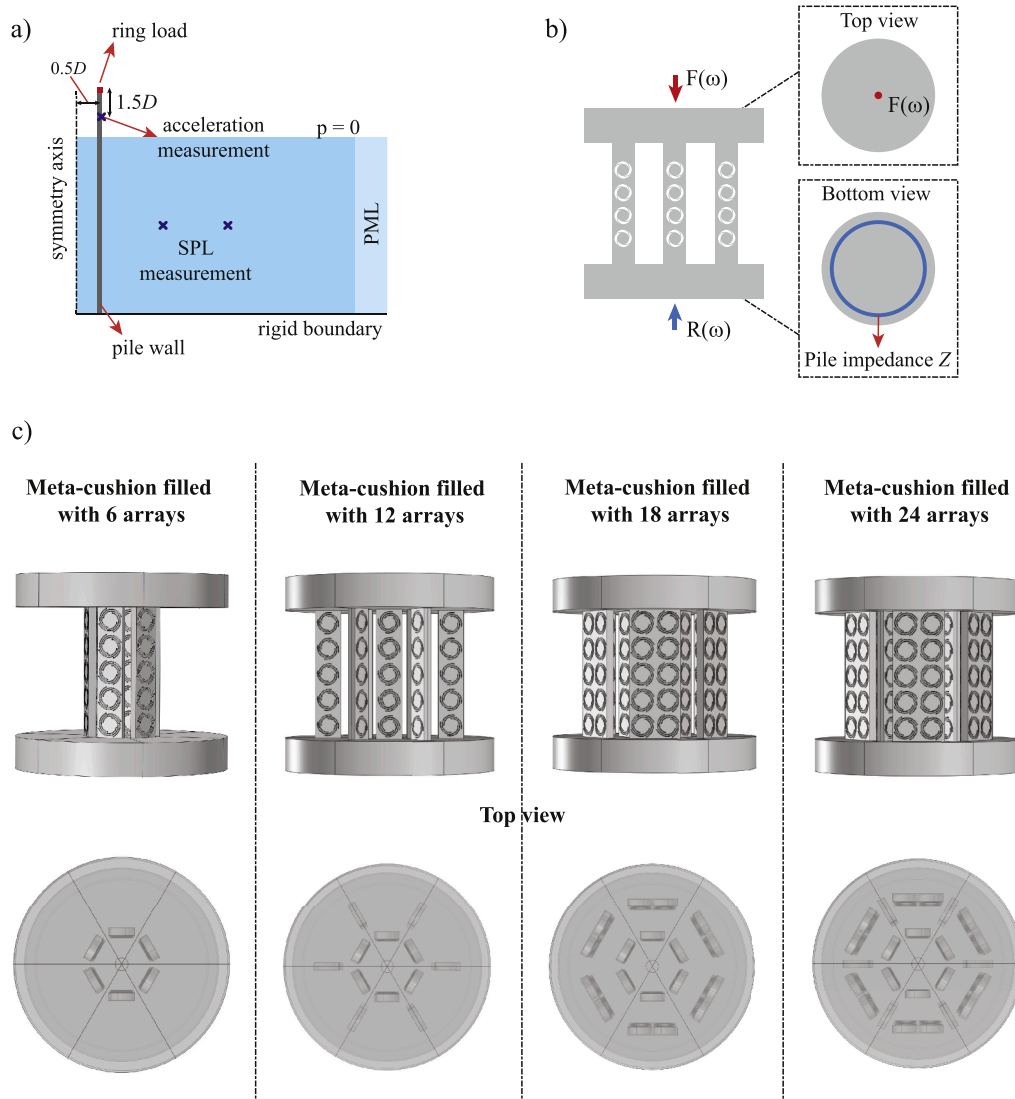 a)
ring load
0.5D
1.5D
acceleration
measurement
p = 0
symmetry axis
SPL
measurement
PML
rigid boundary
pile wall
b)
F(ω)
R(ω)
Top view
F(ω)
Bottom view
Pile impedance Z
c)
Meta-cushion filled
with 6 arrays
Meta-cushion filled
with 12 arrays
Meta-cushion filled
with 18 arrays
Meta-cushion filled
with 24 arrays
Top view